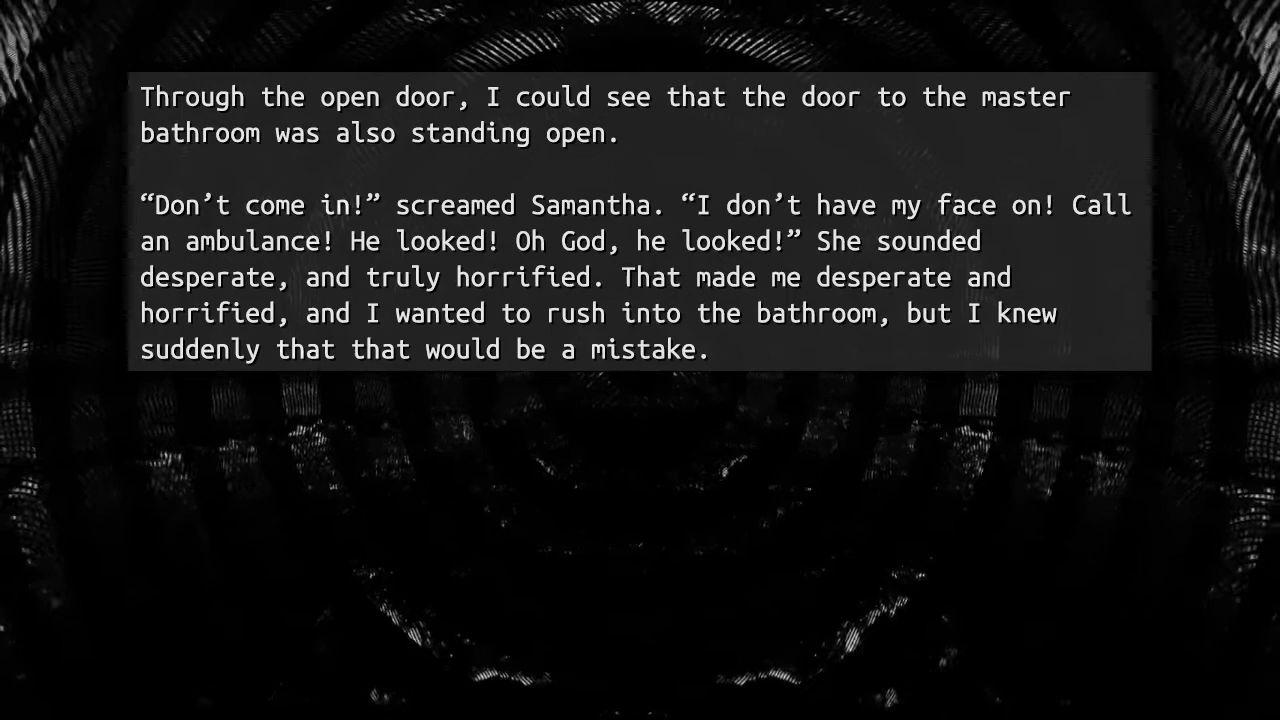 Through the open door, I could see that the door to the master
bathroom was also standing open.
“Don’t come in!” screamed Samantha. “I don’t have my face on! Call
an ambulance! He looked! Oh God, he looked!” She sounded
desperate, and truly horrified. That made me desperate and
horrified, and I wanted to rush into the bathroom, but I knew
suddenly that that would be a mistake.